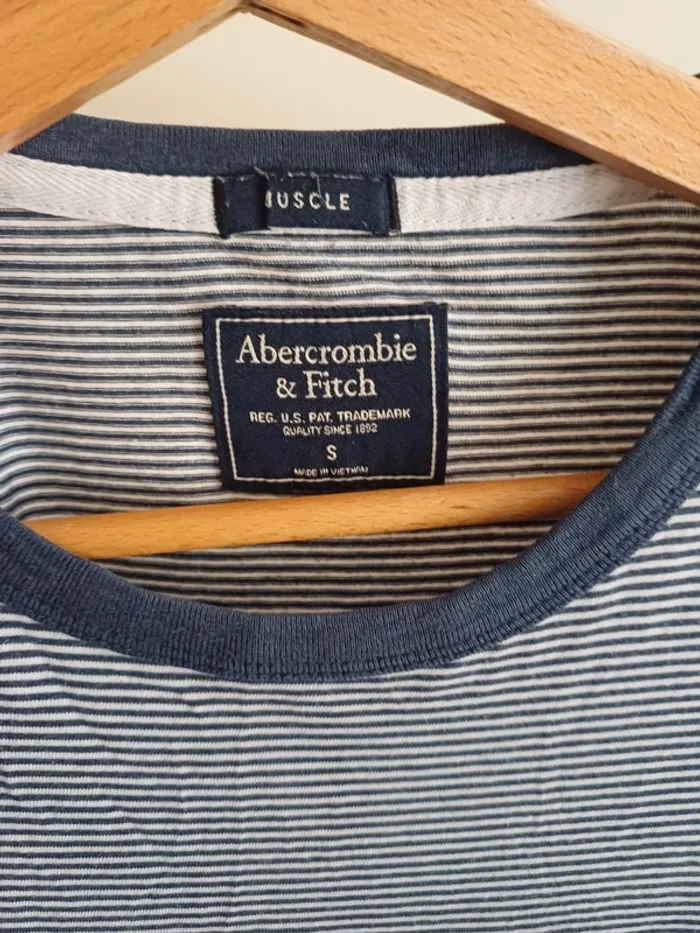 MUSCLE
Abercrombie
& Fitch
REG. U.S. PAT. TRADEMARK
QUALITY SINCE 1892
S
MADE IN VIETNAM